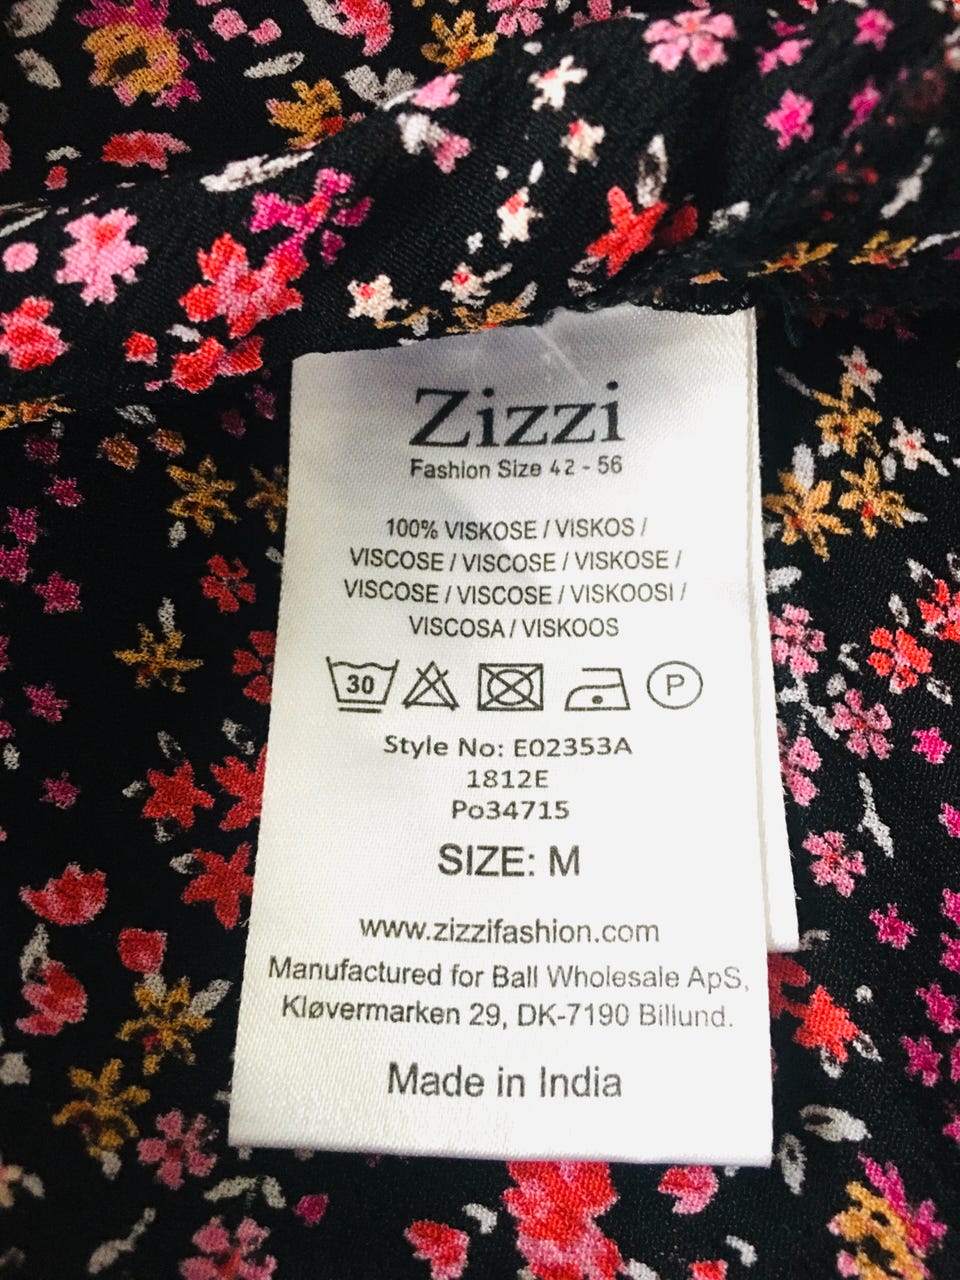 Zizzi
Fashion Size 42 - 56
100% VISKOSE / VISKOS /
VISCOSE / VISCOSE / VISKOSE /
VISCOSE / VISCOSE / VISKOOSI /
VISCOSA / VISKOOS
30 P
Style No: E02353A
1812E
Po34715
SIZE: M
www.zizzifashion.com
Manufactured for Ball Wholesale ApS,
Kløvermarken 29, DK-7190 Billund.
Made in India